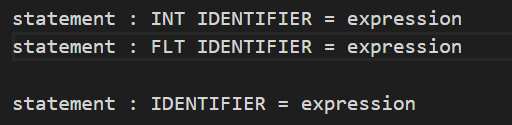 statement : INT IDENTIFIER = expression
statement : FLT IDENTIFIER = expression
statement : IDENTIFIER = expression